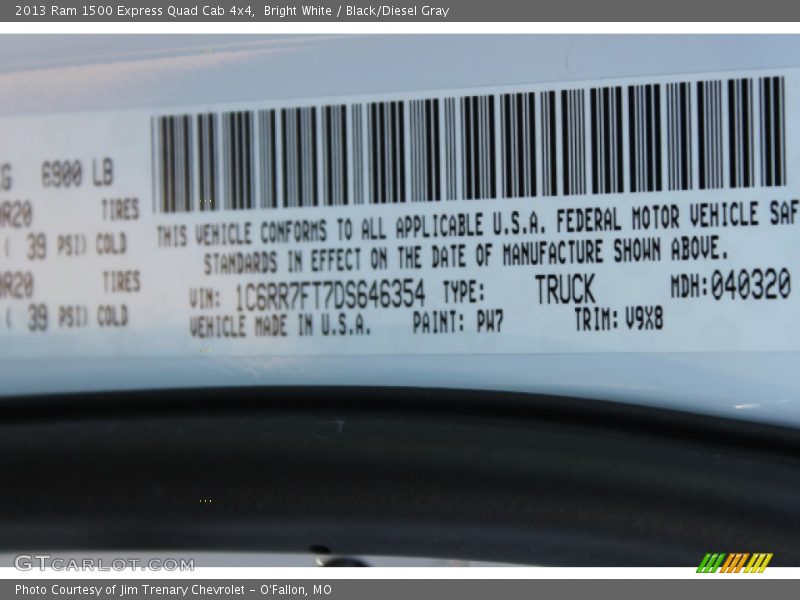 2013 Ram 1500 Express Quad Cab 4x4,  Bright White / Black/Diesel Gray
6900 LB
TIRES
( 39 PSI) COLD
TIRES
( 39 PSI) COLD
THIS VEHICLE CONFORMS TO ALL APPLICABLE U.S.A. FEDERAL MOTOR VEHICLE SAF
STANDARDS IN EFFECT ON THE DATE OF MANUFACTURE SHOWN ABOVE.
VIN: 1C6RR7FT7DS646354 TYPE: TRUCK MDH:040320
VEHICLE MADE IN U.S.A. PAINT: PW7 TRIM: V9X8
GTCARLOT.COM
Photo Courtesy of Jim Trenary Chevrolet - O'Fallon, MO